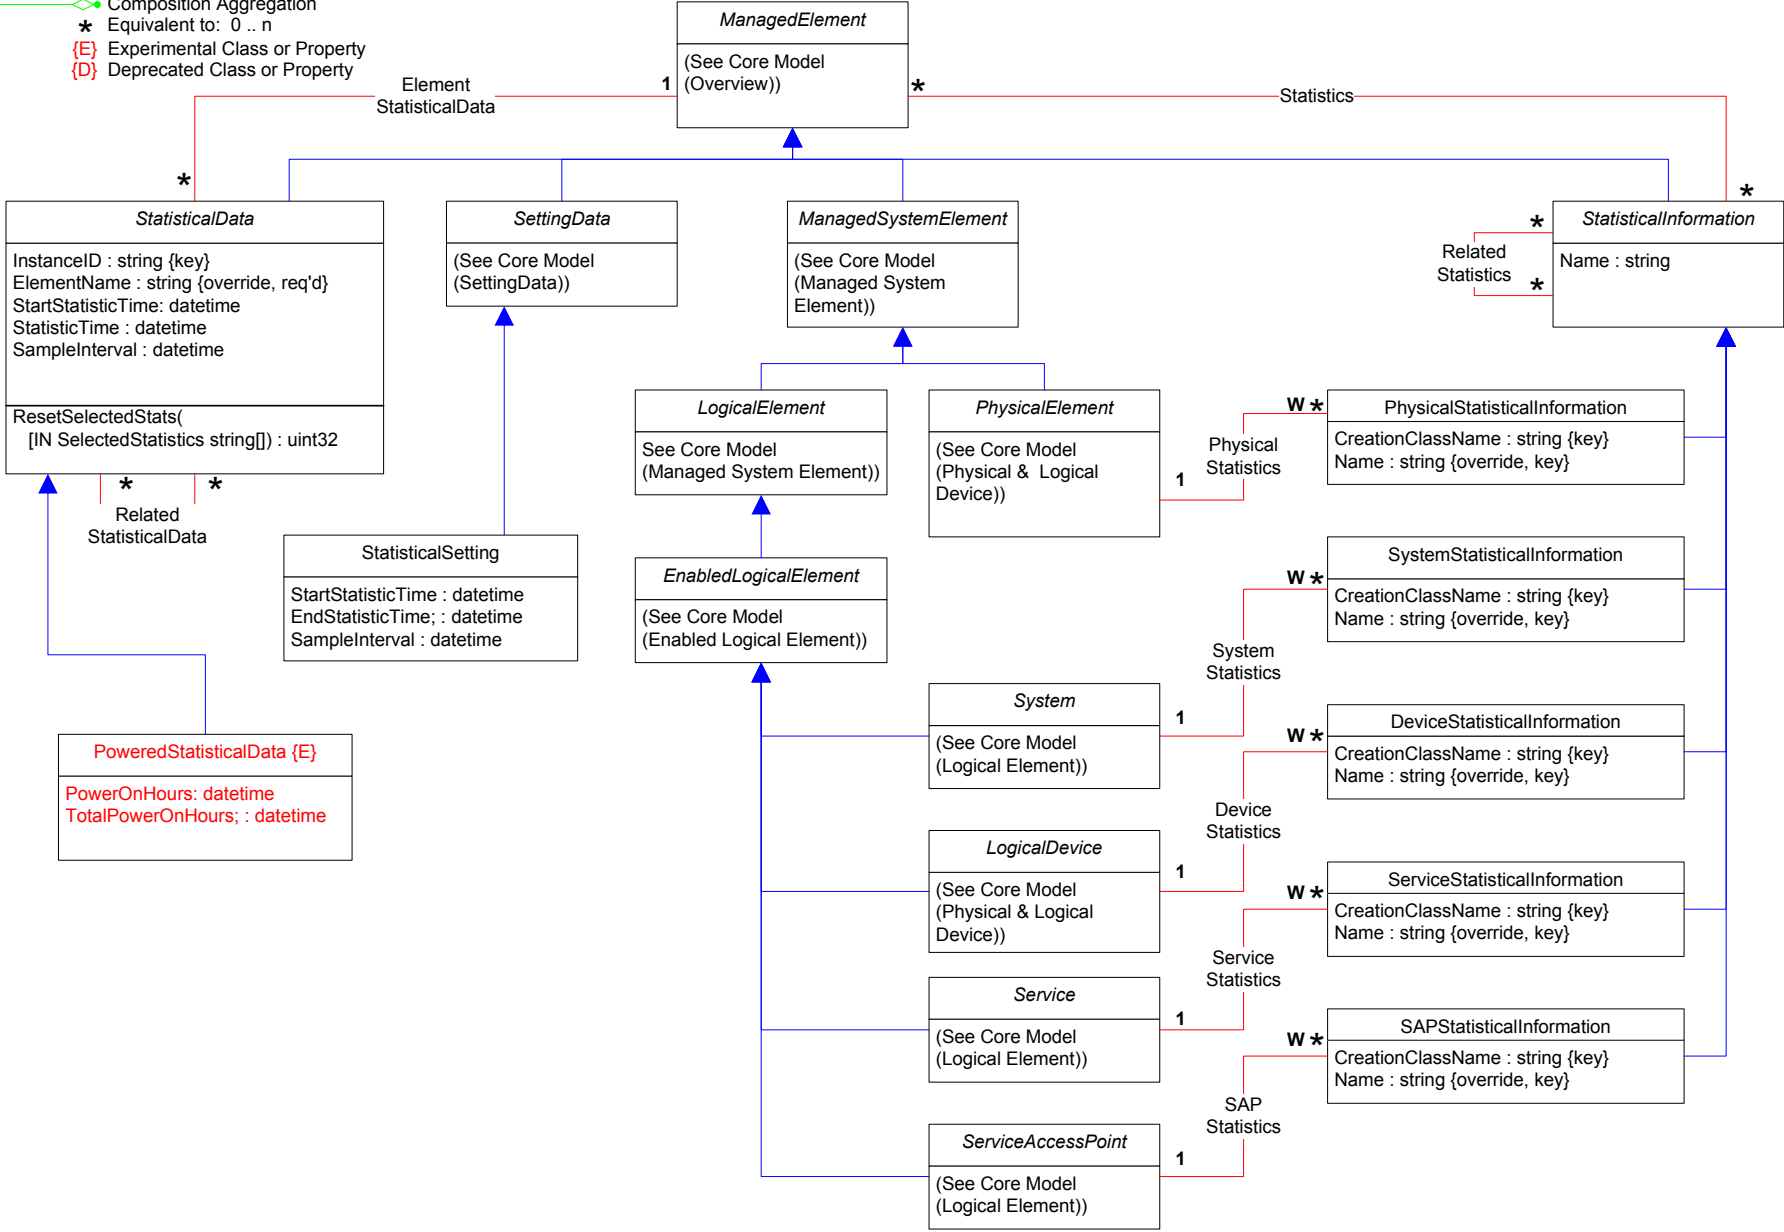 Composition Aggregation
* Equivalent to: 0 .. n
{E} Experimental Class or Property
{D} Deprecated Class or Property
ManagedElement
(See Core Model
(Overview))
Element
StatisticalData
1
*
*
Statistics
*
StatisticalData
InstanceID : string {key}
ElementName : string {override, req'd}
StartStatisticTime: datetime
StatisticTime : datetime
SampleInterval : datetime
ResetSelectedStats(
[IN SelectedStatistics string[]) : uint32
*
*
Related
StatisticalData
SettingData
(See Core Model
(SettingData))
ManagedSystemElement
(See Core Model
(Managed System
Element))
StatisticalInformation
Name : string
*
Related
Statistics
*
LogicalElement
See Core Model
(Managed System Element))
PhysicalElement
(See Core Model
(Physical & Logical
Device))
1
Physical
Statistics
W *
PhysicalStatisticalInformation
CreationClassName : string {key}
Name : string {override, key}
StatisticalSetting
StartStatisticTime : datetime
EndStatisticTime; : datetime
SampleInterval : datetime
EnabledLogicalElement
(See Core Model
(Enabled Logical Element))
W *
SystemStatisticalInformation
CreationClassName : string {key}
Name : string {override, key}
System
Statistics
PoweredStatisticalData {E}
PowerOnHours: datetime
TotalPowerOnHours; : datetime
System
(See Core Model
(Logical Element))
1
W *
DeviceStatisticalInformation
CreationClassName : string {key}
Name : string {override, key}
Device
Statistics
LogicalDevice
(See Core Model
(Physical & Logical
Device))
1
W *
ServiceStatisticalInformation
CreationClassName : string {key}
Name : string {override, key}
Service
Statistics
Service
(See Core Model
(Logical Element))
1
W *
SAPStatisticalInformation
CreationClassName : string {key}
Name : string {override, key}
SAP
Statistics
ServiceAccessPoint
(See Core Model
(Logical Element))
1